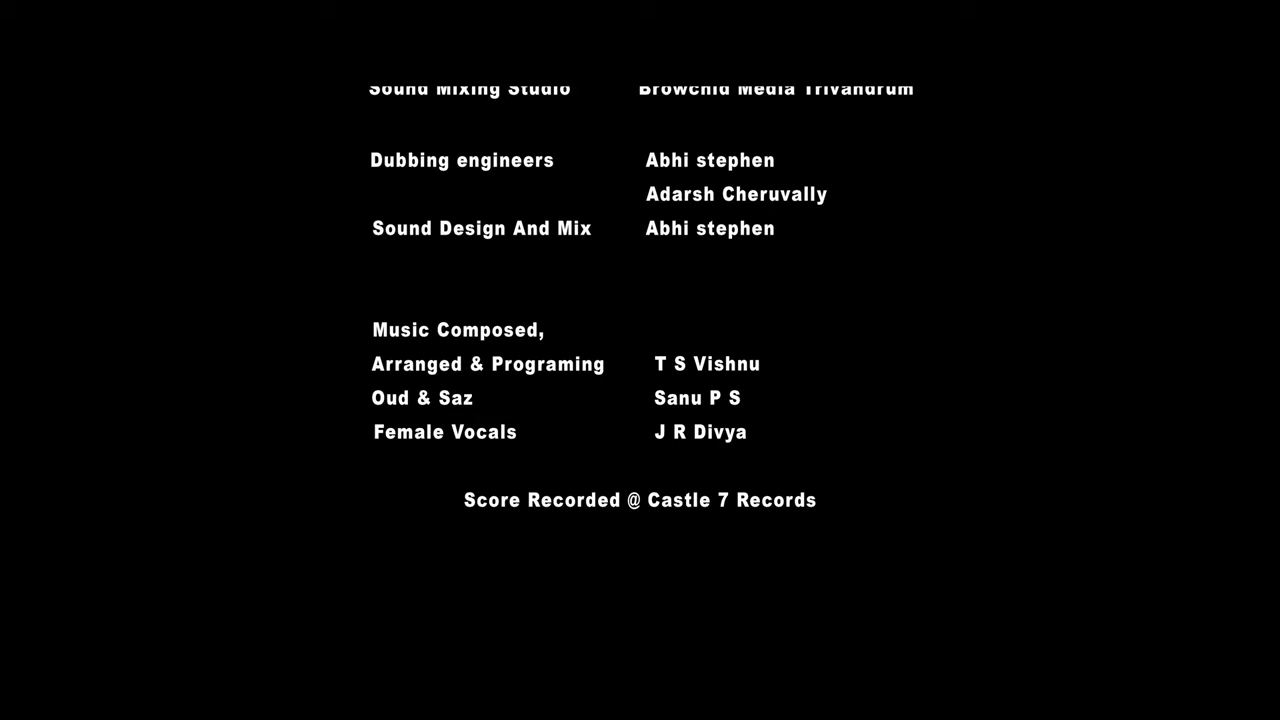 Sound Mixing Studio Browchid Media Trivandrum
Dubbing engineers Abhi stephen
Adarsh Cheruvally
Sound Design And Mix Abhi stephen
Music Composed,
Arranged & Programing T S Vishnu
Oud & Saz Sanu P S
Female Vocals J R Divya
Score Recorded @ Castle 7 Records